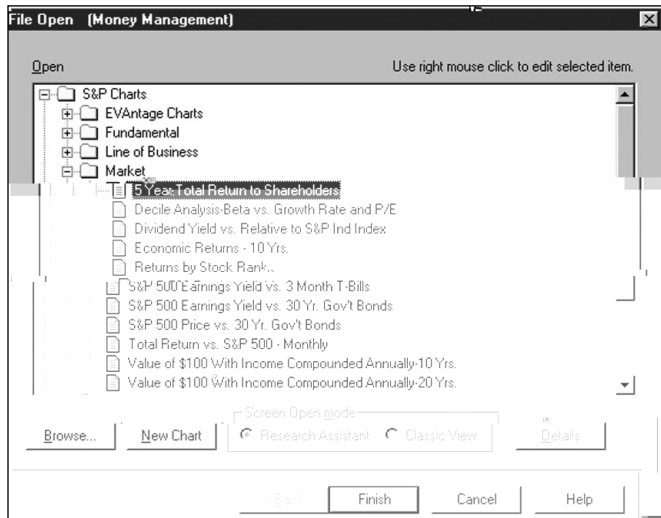 File Open (Money Management)
Open Use right mouse click to edit selected item.
S&P Charts
EVAntage Charts
Fundamental
Line of Business
Market
5 Year Total Return to Shareholders
Decile Analysis-Beta vs. Growth Rate and P/E
Dividend Yield vs. Relative to S&P Ind Index
Economic Returns - 10 Yrs.
Returns by Stock Rank..
S&P 500 Earnings Yield vs. 3 Month T-Bills
S&P 500 Earnings Yield vs. 30 Yr. Gov't Bonds
S&P 500 Price vs. 30 Yr. Gov't Bonds
Total Return vs. S&P 500 - Monthly
Value of $100 With Income Compounded Annually-10 Yrs.
Value of $100 With Income Compounded Annually-20 Yrs.
Screen Open mode
Browse... New Chart Research Assistant Classic View Details
< Back Finish Cancel Help